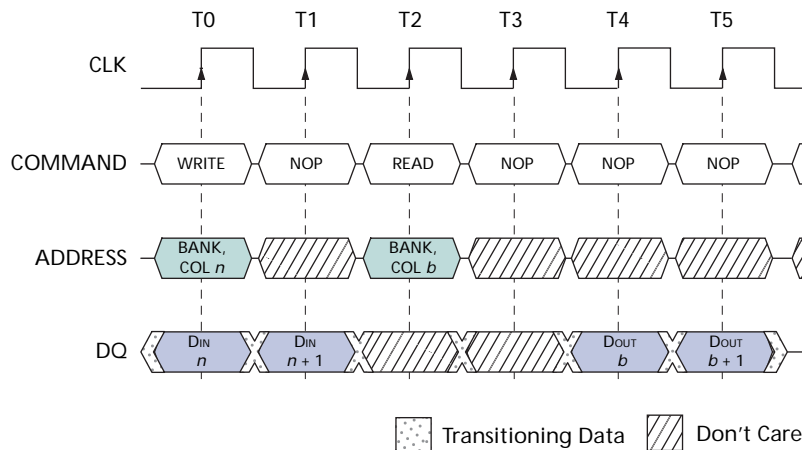 T0 T1 T2 T3 T4 T5
CLK
COMMAND WRITE NOP READ NOP NOP NOP
ADDRESS BANK, COL n BANK, COL b
DQ DIN n DIN n + 1 DOUT b DOUT b + 1
Transitioning Data Don't Care